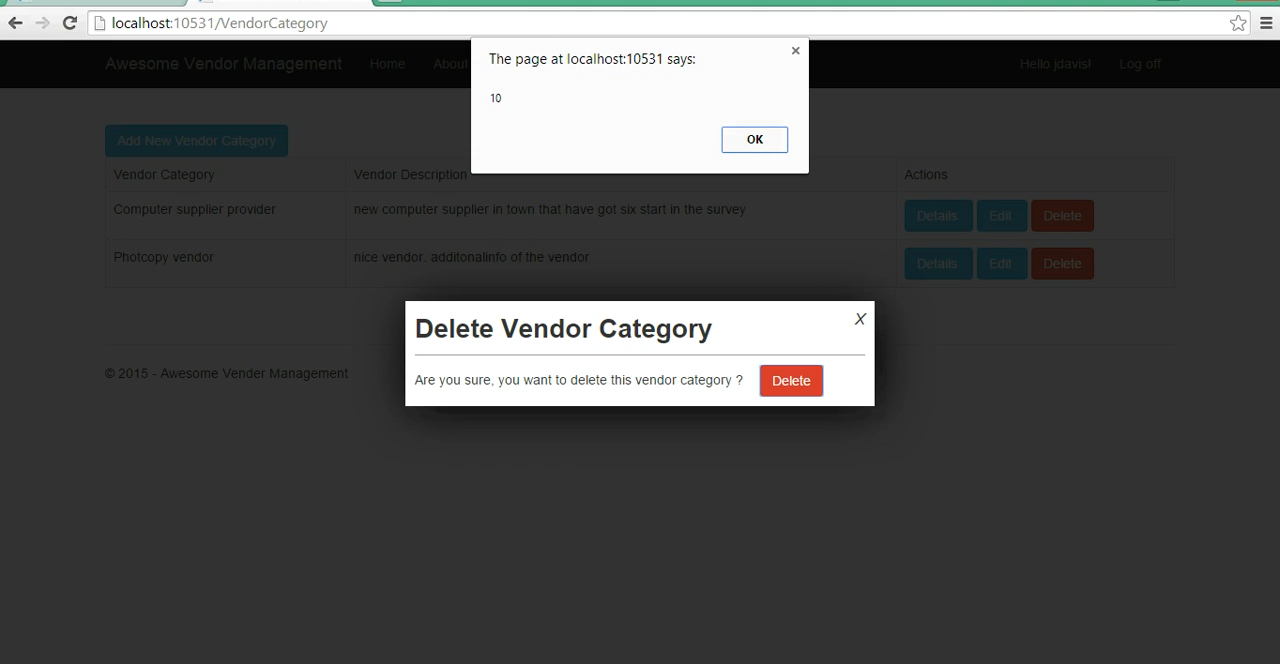 localhost:10531/VendorCategory
The page at localhost:10531 says:
10
OK
Awesome Vendor Management Home About Hello jdavis! Log off
Add New Vendor Category
Vendor Category Vendor Description Actions
Computer supplier provider new computer supplier in town that have got six start in the survey Details Edit Delete
Photcopy vendor nice vendor. additonalinfo of the vendor Details Edit Delete
Delete Vendor Category X
Are you sure, you want to delete this vendor category ? Delete
© 2015 - Awesome Vender Management